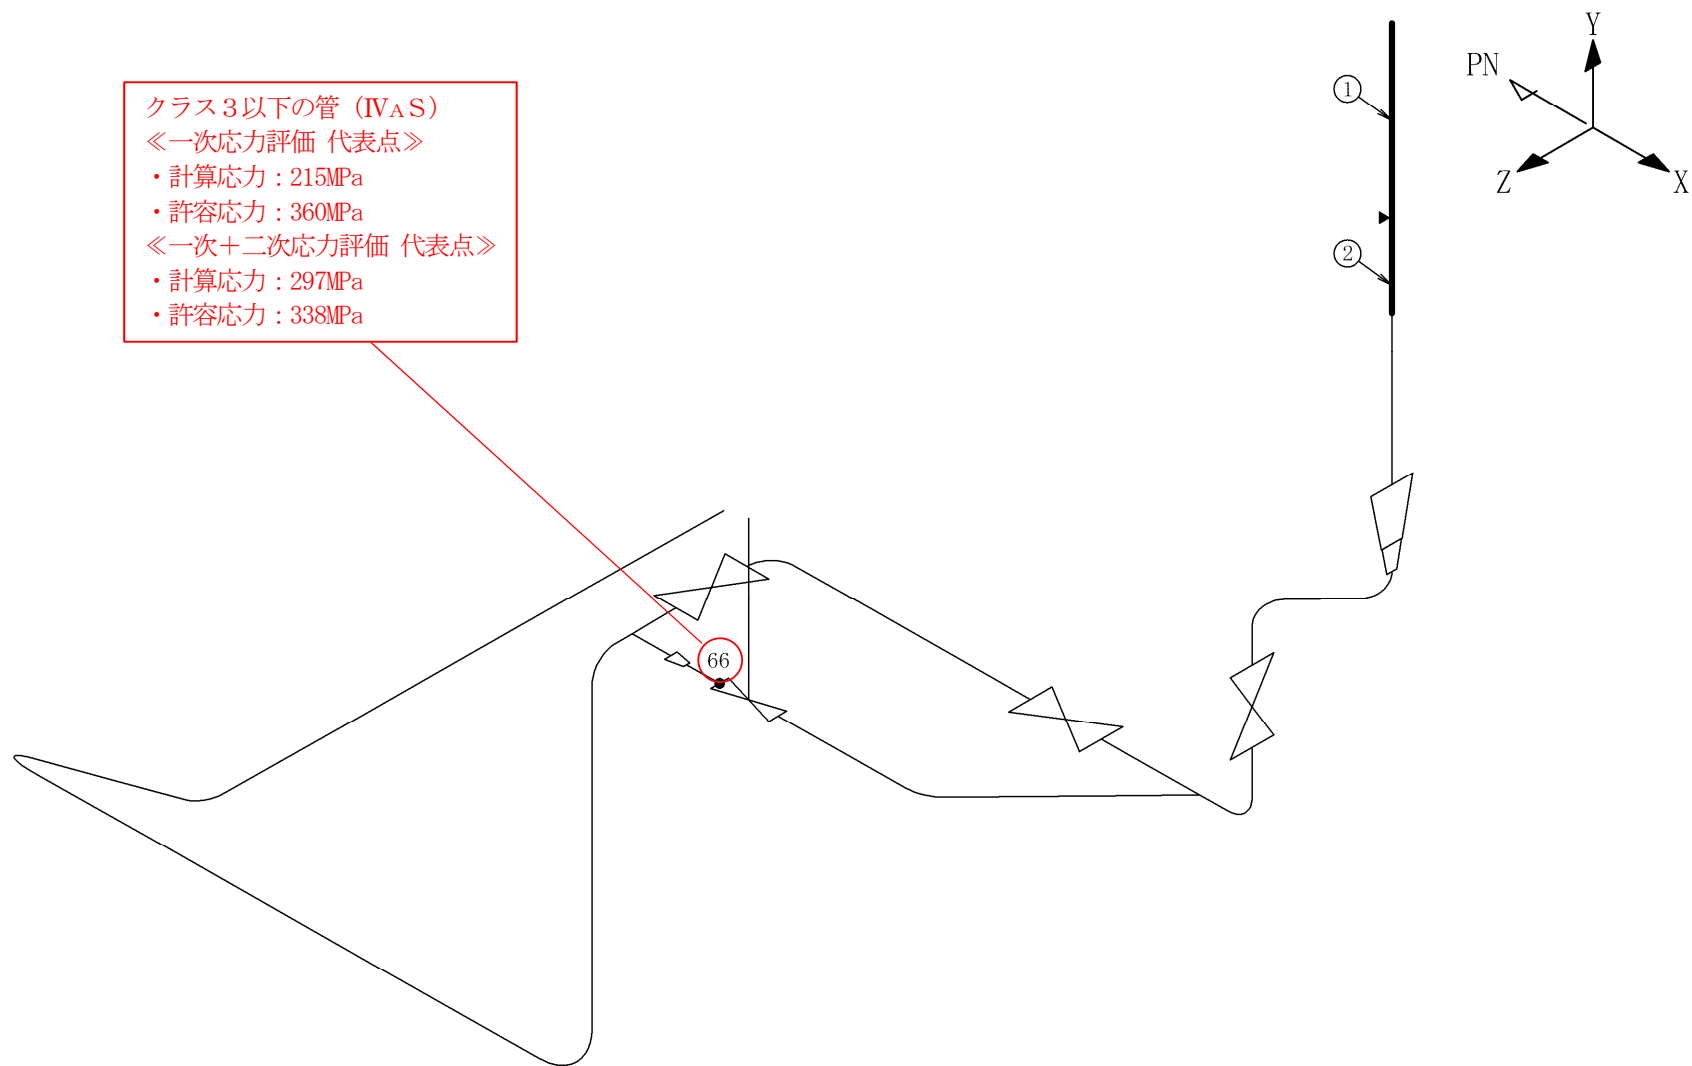 クラス３以下の管（ⅣAＳ）
≪一次応力評価 代表点≫
・計算応力：215MPa
・許容応力：360MPa
≪一次＋二次応力評価 代表点≫
・計算応力：297MPa
・許容応力：338MPa
①
②
66
PN
Y
Z
X